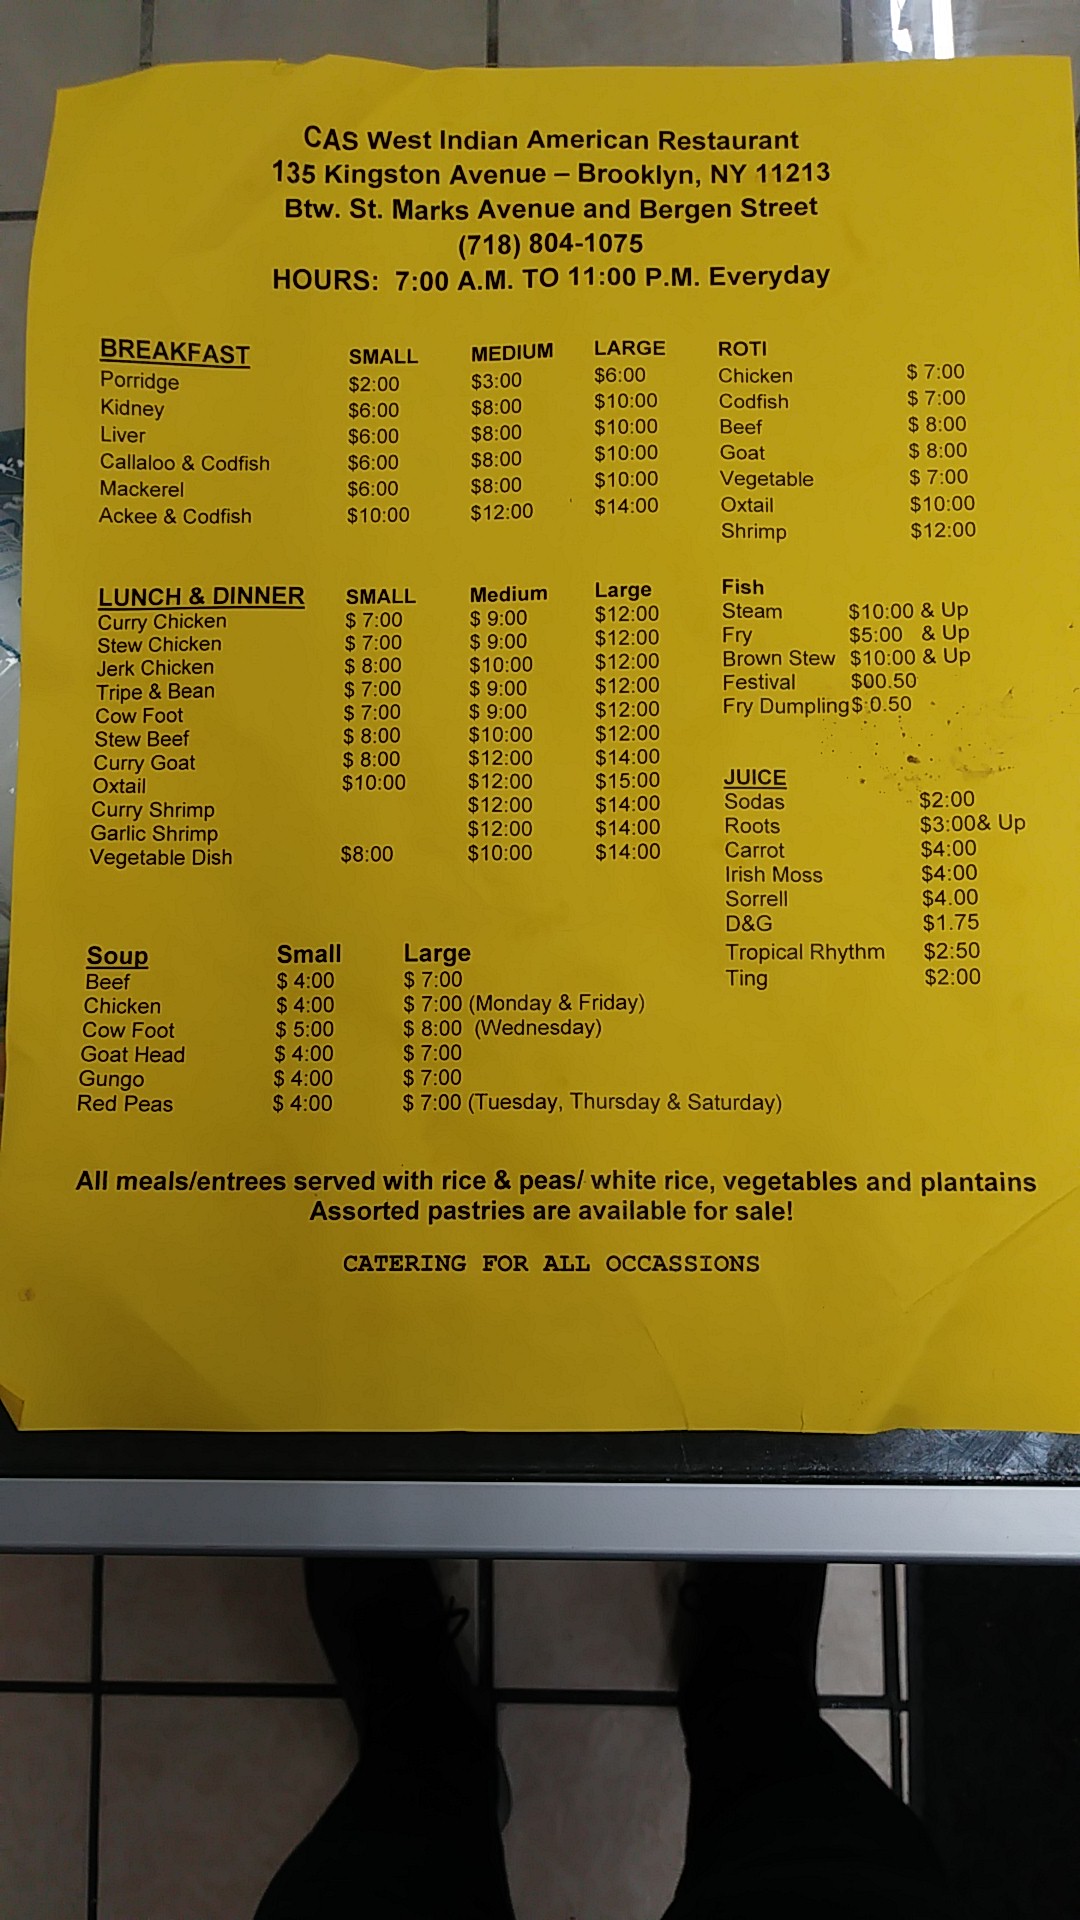 CAS West Indian American Restaurant
135 Kingston Avenue – Brooklyn, NY 11213
Btw. St. Marks Avenue and Bergen Street
(718) 804-1075
HOURS: 7:00 A.M. TO 11:00 P.M. Everyday
BREAKFAST SMALL MEDIUM LARGE
Porridge $2:00 $3:00 $6:00
Kidney $6:00 $8:00 $10:00
Liver $6:00 $8:00 $10:00
Callaloo & Codfish $6:00 $8:00 $10:00
Mackerel $6:00 $8:00 $10:00
Ackee & Codfish $10:00 $12:00 $14:00
ROTI
Chicken $ 7:00
Codfish $ 7:00
Beef $ 8:00
Goat $ 8:00
Vegetable $ 7:00
Oxtail $10:00
Shrimp $12:00
LUNCH & DINNER SMALL Medium Large
Curry Chicken $ 7:00 $ 9:00 $12:00
Stew Chicken $ 7:00 $ 9:00 $12:00
Jerk Chicken $ 8:00 $10:00 $12:00
Tripe & Bean $ 7:00 $ 9:00 $12:00
Cow Foot $ 7:00 $ 9:00 $12:00
Stew Beef $ 8:00 $10:00 $12:00
Curry Goat $ 8:00 $12:00 $14:00
Oxtail $10:00 $12:00 $15:00
Curry Shrimp $12:00 $14:00
Garlic Shrimp $12:00 $14:00
Vegetable Dish $8:00 $10:00 $14:00
Fish
Steam $10:00 & Up
Fry $5:00 & Up
Brown Stew $10:00 & Up
Festival $00.50
Fry Dumpling $ 0.50
JUICE
Sodas $2:00
Roots $3:00& Up
Carrot $4:00
Irish Moss $4:00
Sorrell $4.00
D&G $1.75
Tropical Rhythm $2:50
Ting $2:00
Soup Small Large
Beef $ 4:00 $ 7:00
Chicken $ 4:00 $ 7:00 (Monday & Friday)
Cow Foot $ 5:00 $ 8:00 (Wednesday)
Goat Head $ 4:00 $ 7:00
Gungo $ 4:00 $ 7:00
Red Peas $ 4:00 $ 7:00 (Tuesday, Thursday & Saturday)
All meals/entrees served with rice & peas/ white rice, vegetables and plantains
Assorted pastries are available for sale!
CATERING FOR ALL OCCASSIONS